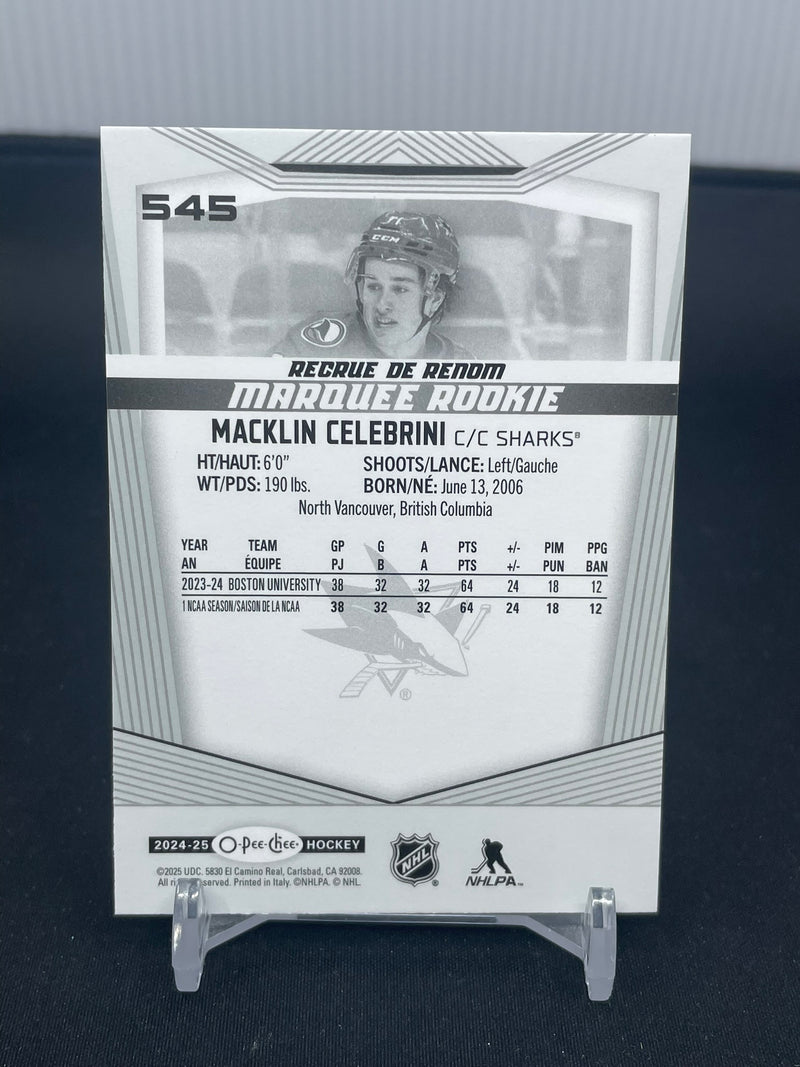 545
CCM
RECRUE DE RENOM
MARQUEE ROOKIE
MACKLIN CELEBRINI C/C SHARKS®
HT/HAUT: 6'0" SHOOTS/LANCE: Left/Gauche
WT/PDS: 190 lbs. BORN/NÉ: June 13, 2006
North Vancouver, British Columbia
YEAR TEAM GP G A PTS +/- PIM PPG
AN ÉQUIPE PJ B A PTS +/- PUN BAN
2023-24 BOSTON UNIVERSITY 38 32 32 64 24 18 12
1 NCAA SEASON/SAISON DE LA NCAA 38 32 32 64 24 18 12
®
2024-25 O-Pee-Chee® HOCKEY
NHL ®
NHLPA™
©2025 UDC. 5830 El Camino Real, Carlsbad, CA 92008.
All served. Printed in Italy. ©NHLPA. © NHL.